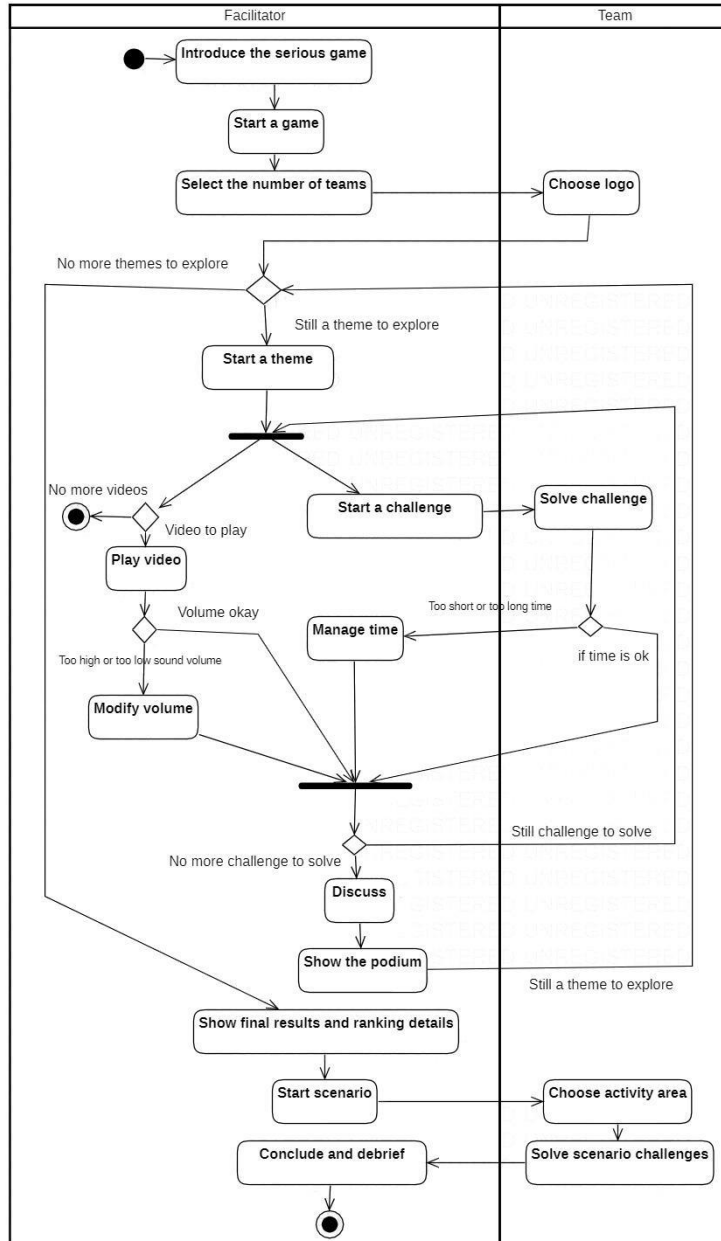 Facilitator
Team
Introduce the serious game
Start a game
Select the number of teams
Choose logo
No more themes to explore
Still a theme to explore
Start a theme
No more videos
Video to play
Start a challenge
Solve challenge
Play video
Volume okay
Too short or too long time
Manage time
if time is ok
Too high or too low sound volume
Modify volume
Still challenge to solve
No more challenge to solve
Discuss
Show the podium
Still a theme to explore
Show final results and ranking details
Start scenario
Choose activity area
Conclude and debrief
Solve scenario challenges